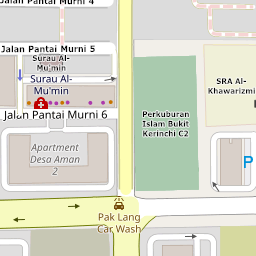 Jalan Pantai Murni 4
Jalan Pantai Murni 5
Surau Al-
Mu'min
Surau Al-
Mu'min
SRA Al-
Khawarizmi
Jalan Pantai Murni 6
Perkuburan
Islam Bukit
Kerinchi C2
Apartment
Desa Aman
2
P
Pak Lang
Car Wash